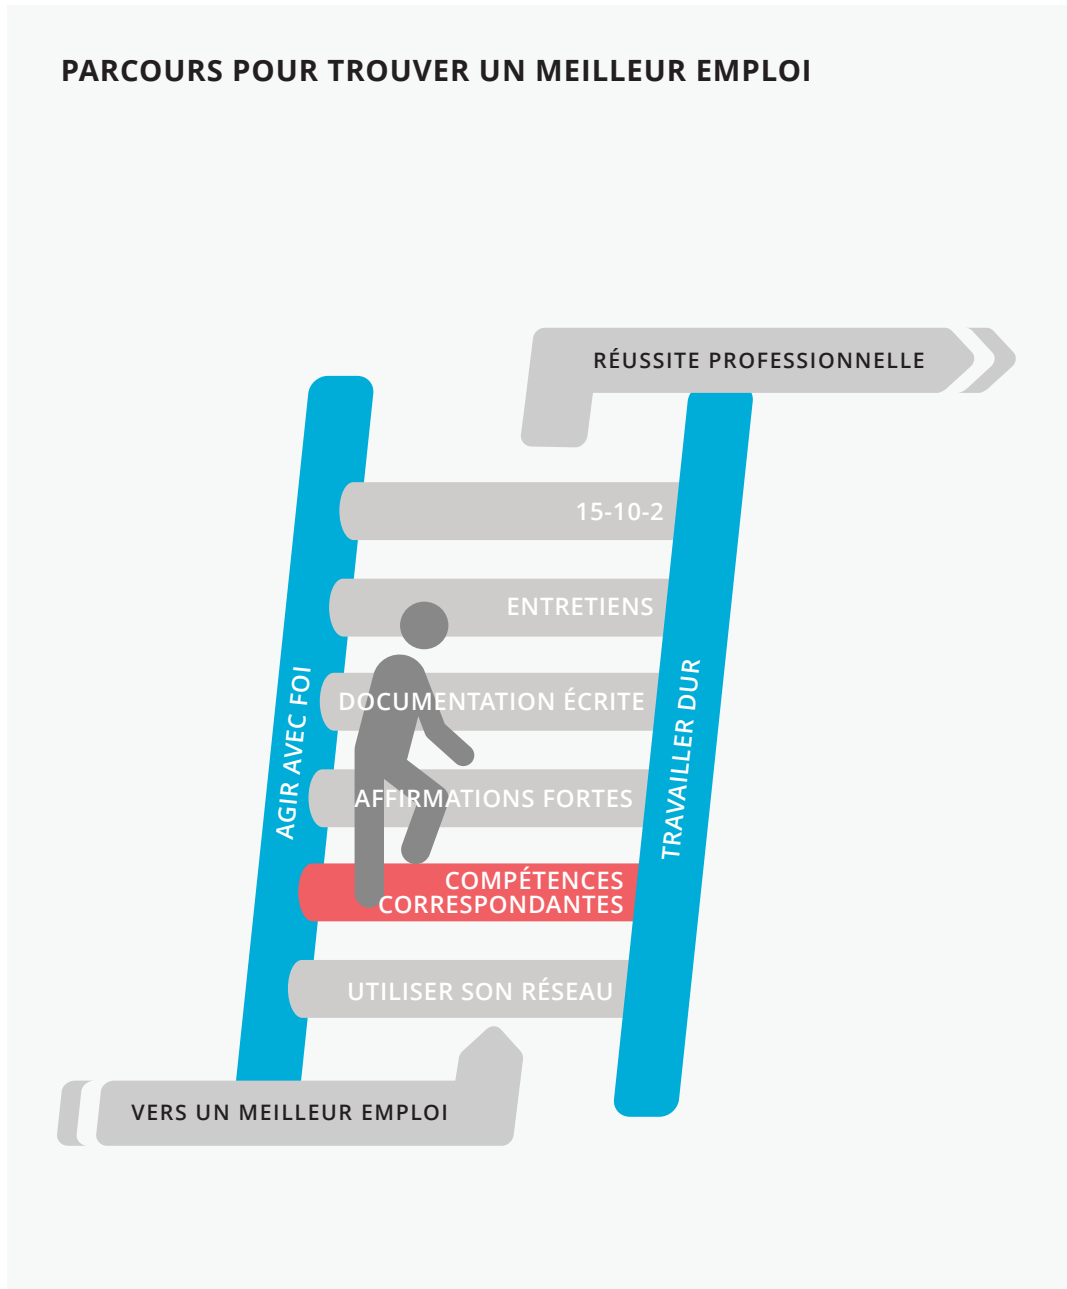 PARCOURS POUR TROUVER UN MEILLEUR EMPLOI
RÉUSSITE PROFESSIONNELLE
15-10-2
ENTRETIENS
DOCUMENTATION ÉCRITE
AFFIRMATIONS FORTES
COMPÉTENCES
CORRESPONDANTES
UTILISER SON RÉSEAU
AGIR AVEC FOI
TRAVAILLER DUR
VERS UN MEILLEUR EMPLOI